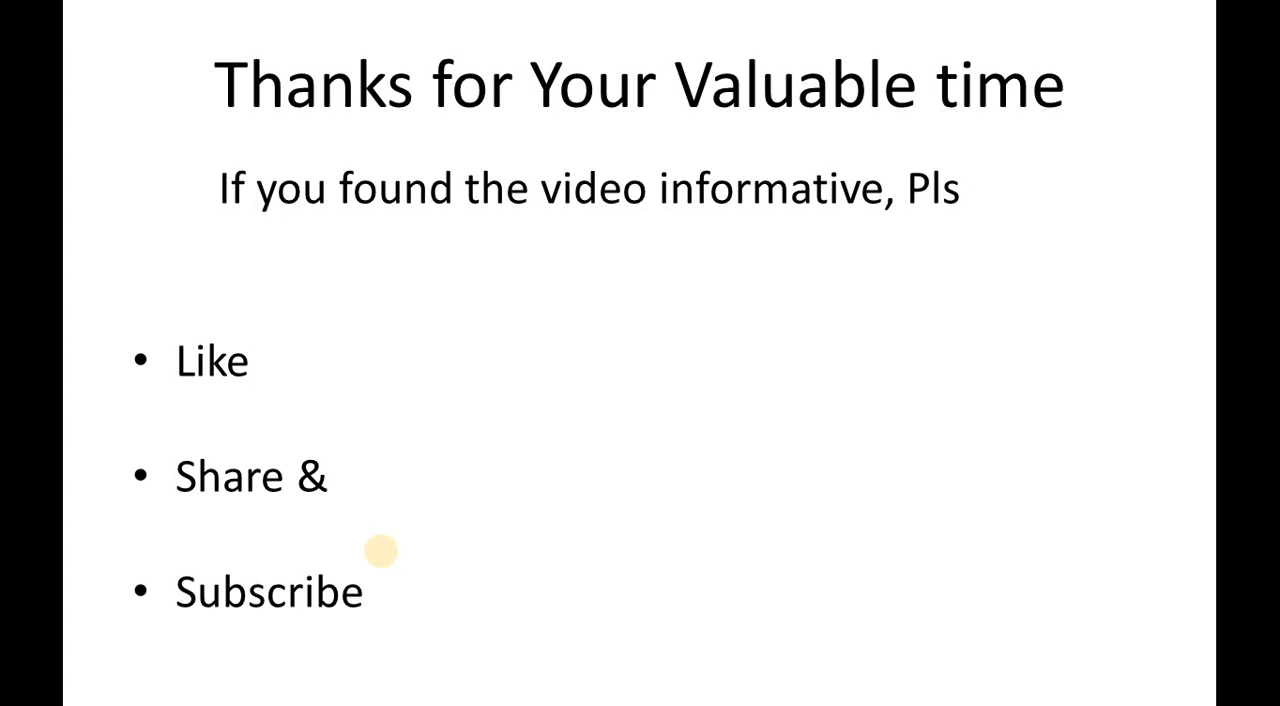 Thanks for Your Valuable time
If you found the video informative, Pls
• Like
• Share &
• Subscribe